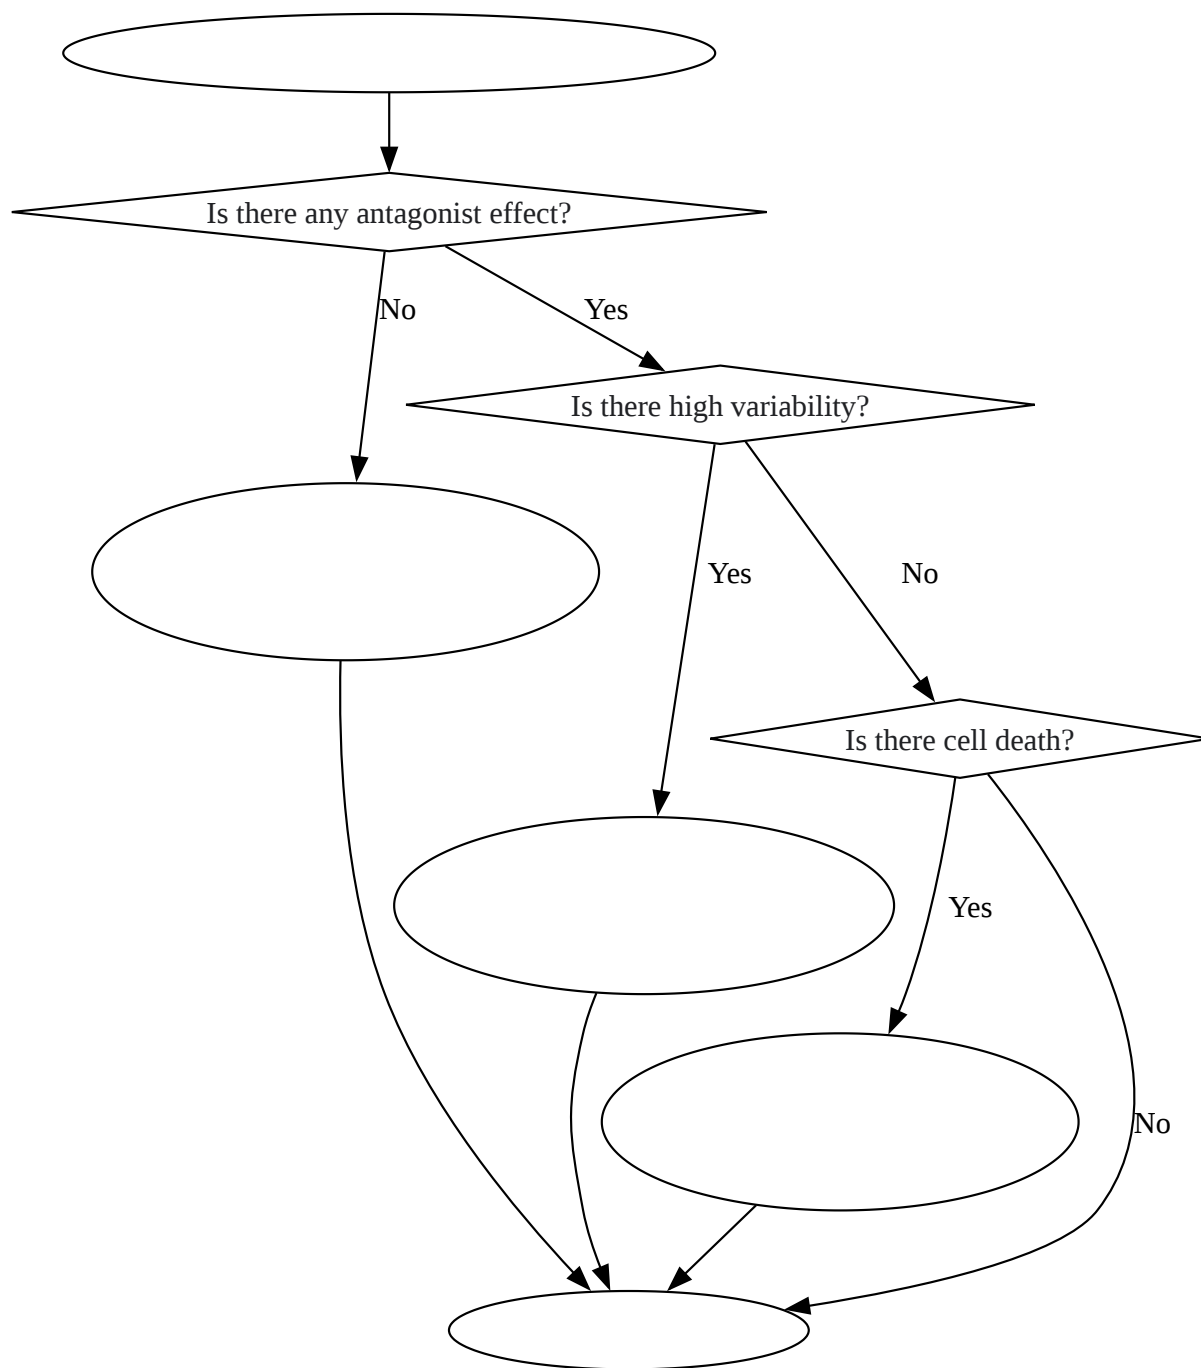 Is there any antagonist effect?
No
Yes
Is there high variability?
Yes
No
Is there cell death?
Yes
No